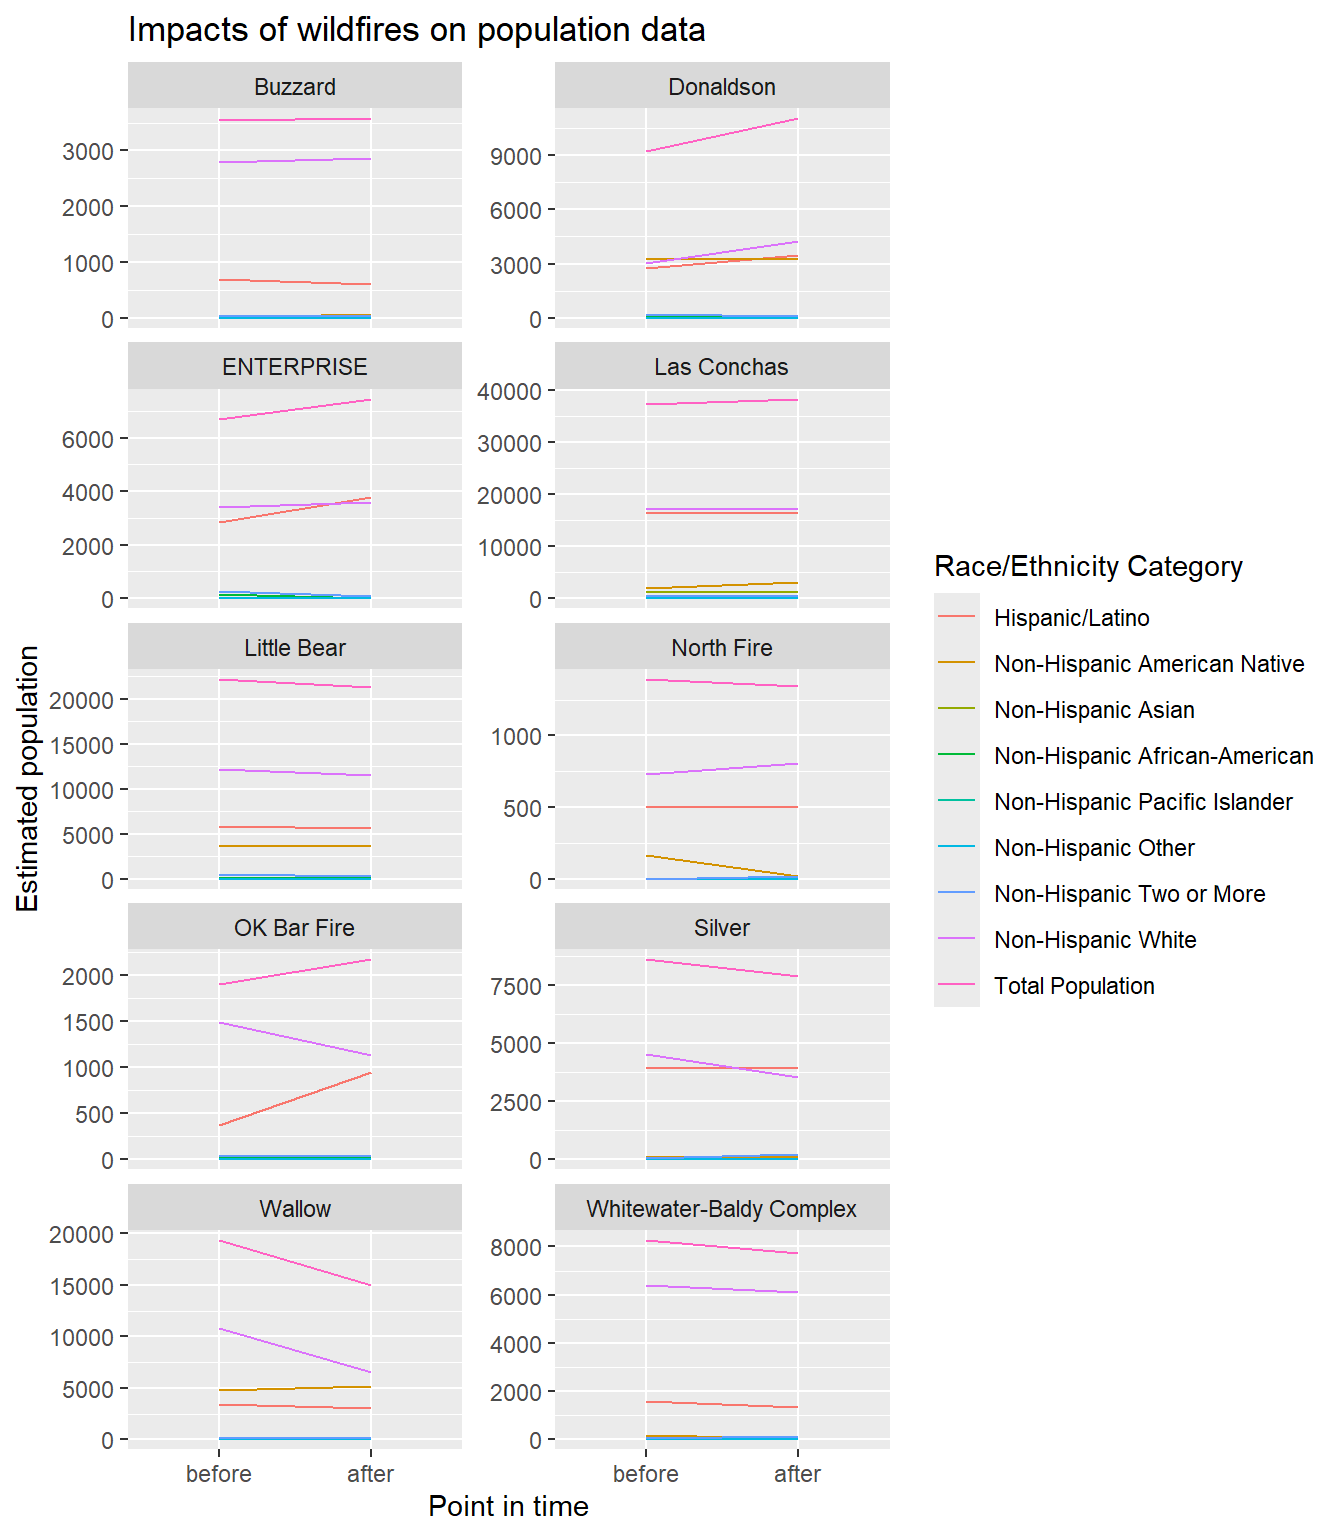 Impacts of wildfires on population data
Buzzard
Donaldson
3000
2000
1000
0
9000
6000
3000
0
ENTERPRISE
Las Conchas
6000
4000
2000
0
40000
30000
20000
10000
0
Little Bear
North Fire
20000
15000
10000
5000
0
1000
500
0
OK Bar Fire
Silver
2000
1500
1000
500
0
7500
5000
2500
0
Wallow
Whitewater-Baldy Complex
20000
15000
10000
5000
0
8000
6000
4000
2000
0
before
after
before
after
Point in time
Estimated population
Race/Ethnicity Category
Hispanic/Latino
Non-Hispanic American Native
Non-Hispanic Asian
Non-Hispanic African-American
Non-Hispanic Pacific Islander
Non-Hispanic Other
Non-Hispanic Two or More
Non-Hispanic White
Total Population